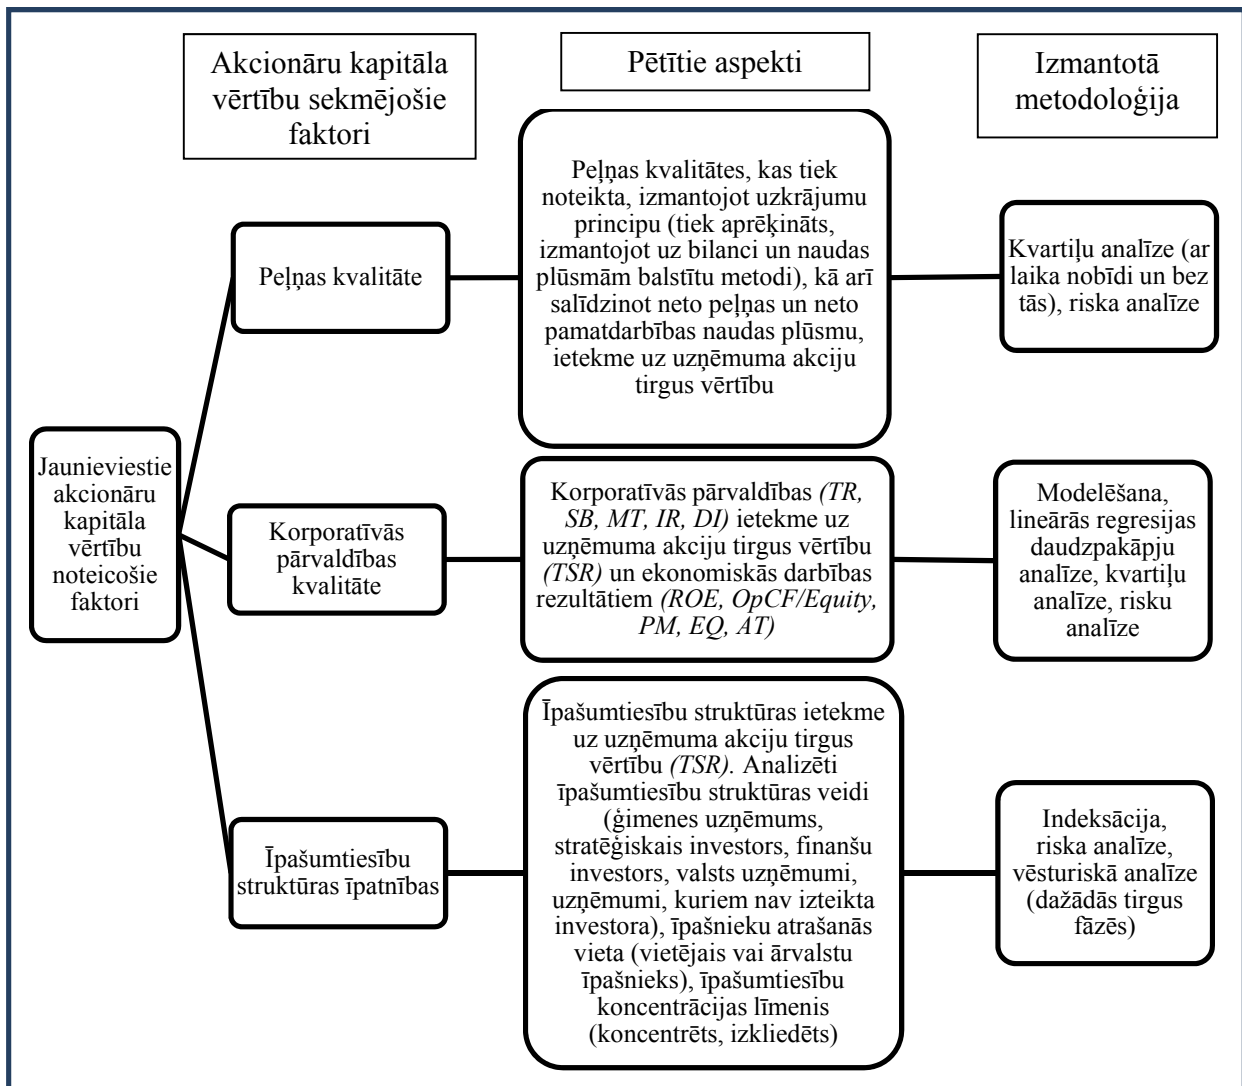 Akcionāru kapitāla
vērtību sekmējošie
faktori
Pētītie aspekti
Izmantotā
metodoloģija
Jaunieviestie
akcionāru
kapitāla
vērtību
noteicošie
faktori
Peļņas kvalitāte
Peļņas kvalitātes, kas tiek
noteikta, izmantojot uzkrājumu
principu (tiek aprēķināts,
izmantojot uz bilanci un naudas
plūsmām balstītu metodi), kā arī
salīdzinot neto peļņas un neto
pamatdarbības naudas plūsmu,
ietekme uz uzņēmuma akciju
tirgus vērtību
Kvartiļu analīze (ar
laika nobīdi un bez
tās), riska analīze
Korporatīvās
pārvaldības
kvalitāte
Korporatīvās pārvaldības (TR,
SB, MT, IR, DI) ietekme uz
uzņēmuma akciju tirgus vērtību
(TSR) un ekonomiskās darbības
rezultātiem (ROE, OpCF/Equity,
PM, EQ, AT)
Modelēšana,
lineārās regresijas
daudzpakāpju
analīze, kvartiļu
analīze, risku
analīze
Īpašumtiesību
struktūras īpatnības
Īpašumtiesību struktūras ietekme
uz uzņēmuma akciju tirgus
vērtību (TSR). Analizēti
īpašumtiesību struktūras veidi
(ģimenes uzņēmums,
stratēģiskais investors, finanšu
investors, valsts uzņēmumi,
uzņēmumi, kuriem nav izteikta
investora), īpašnieku atrašanās
vieta (vietējais vai ārvalstu
īpašnieks), īpašumtiesību
koncentrācijas līmenis
(koncentrēts, izkliedēts)
Indeksācija,
riska analīze,
vēsturiskā analīze
(dažādās tirgus
fāzēs)